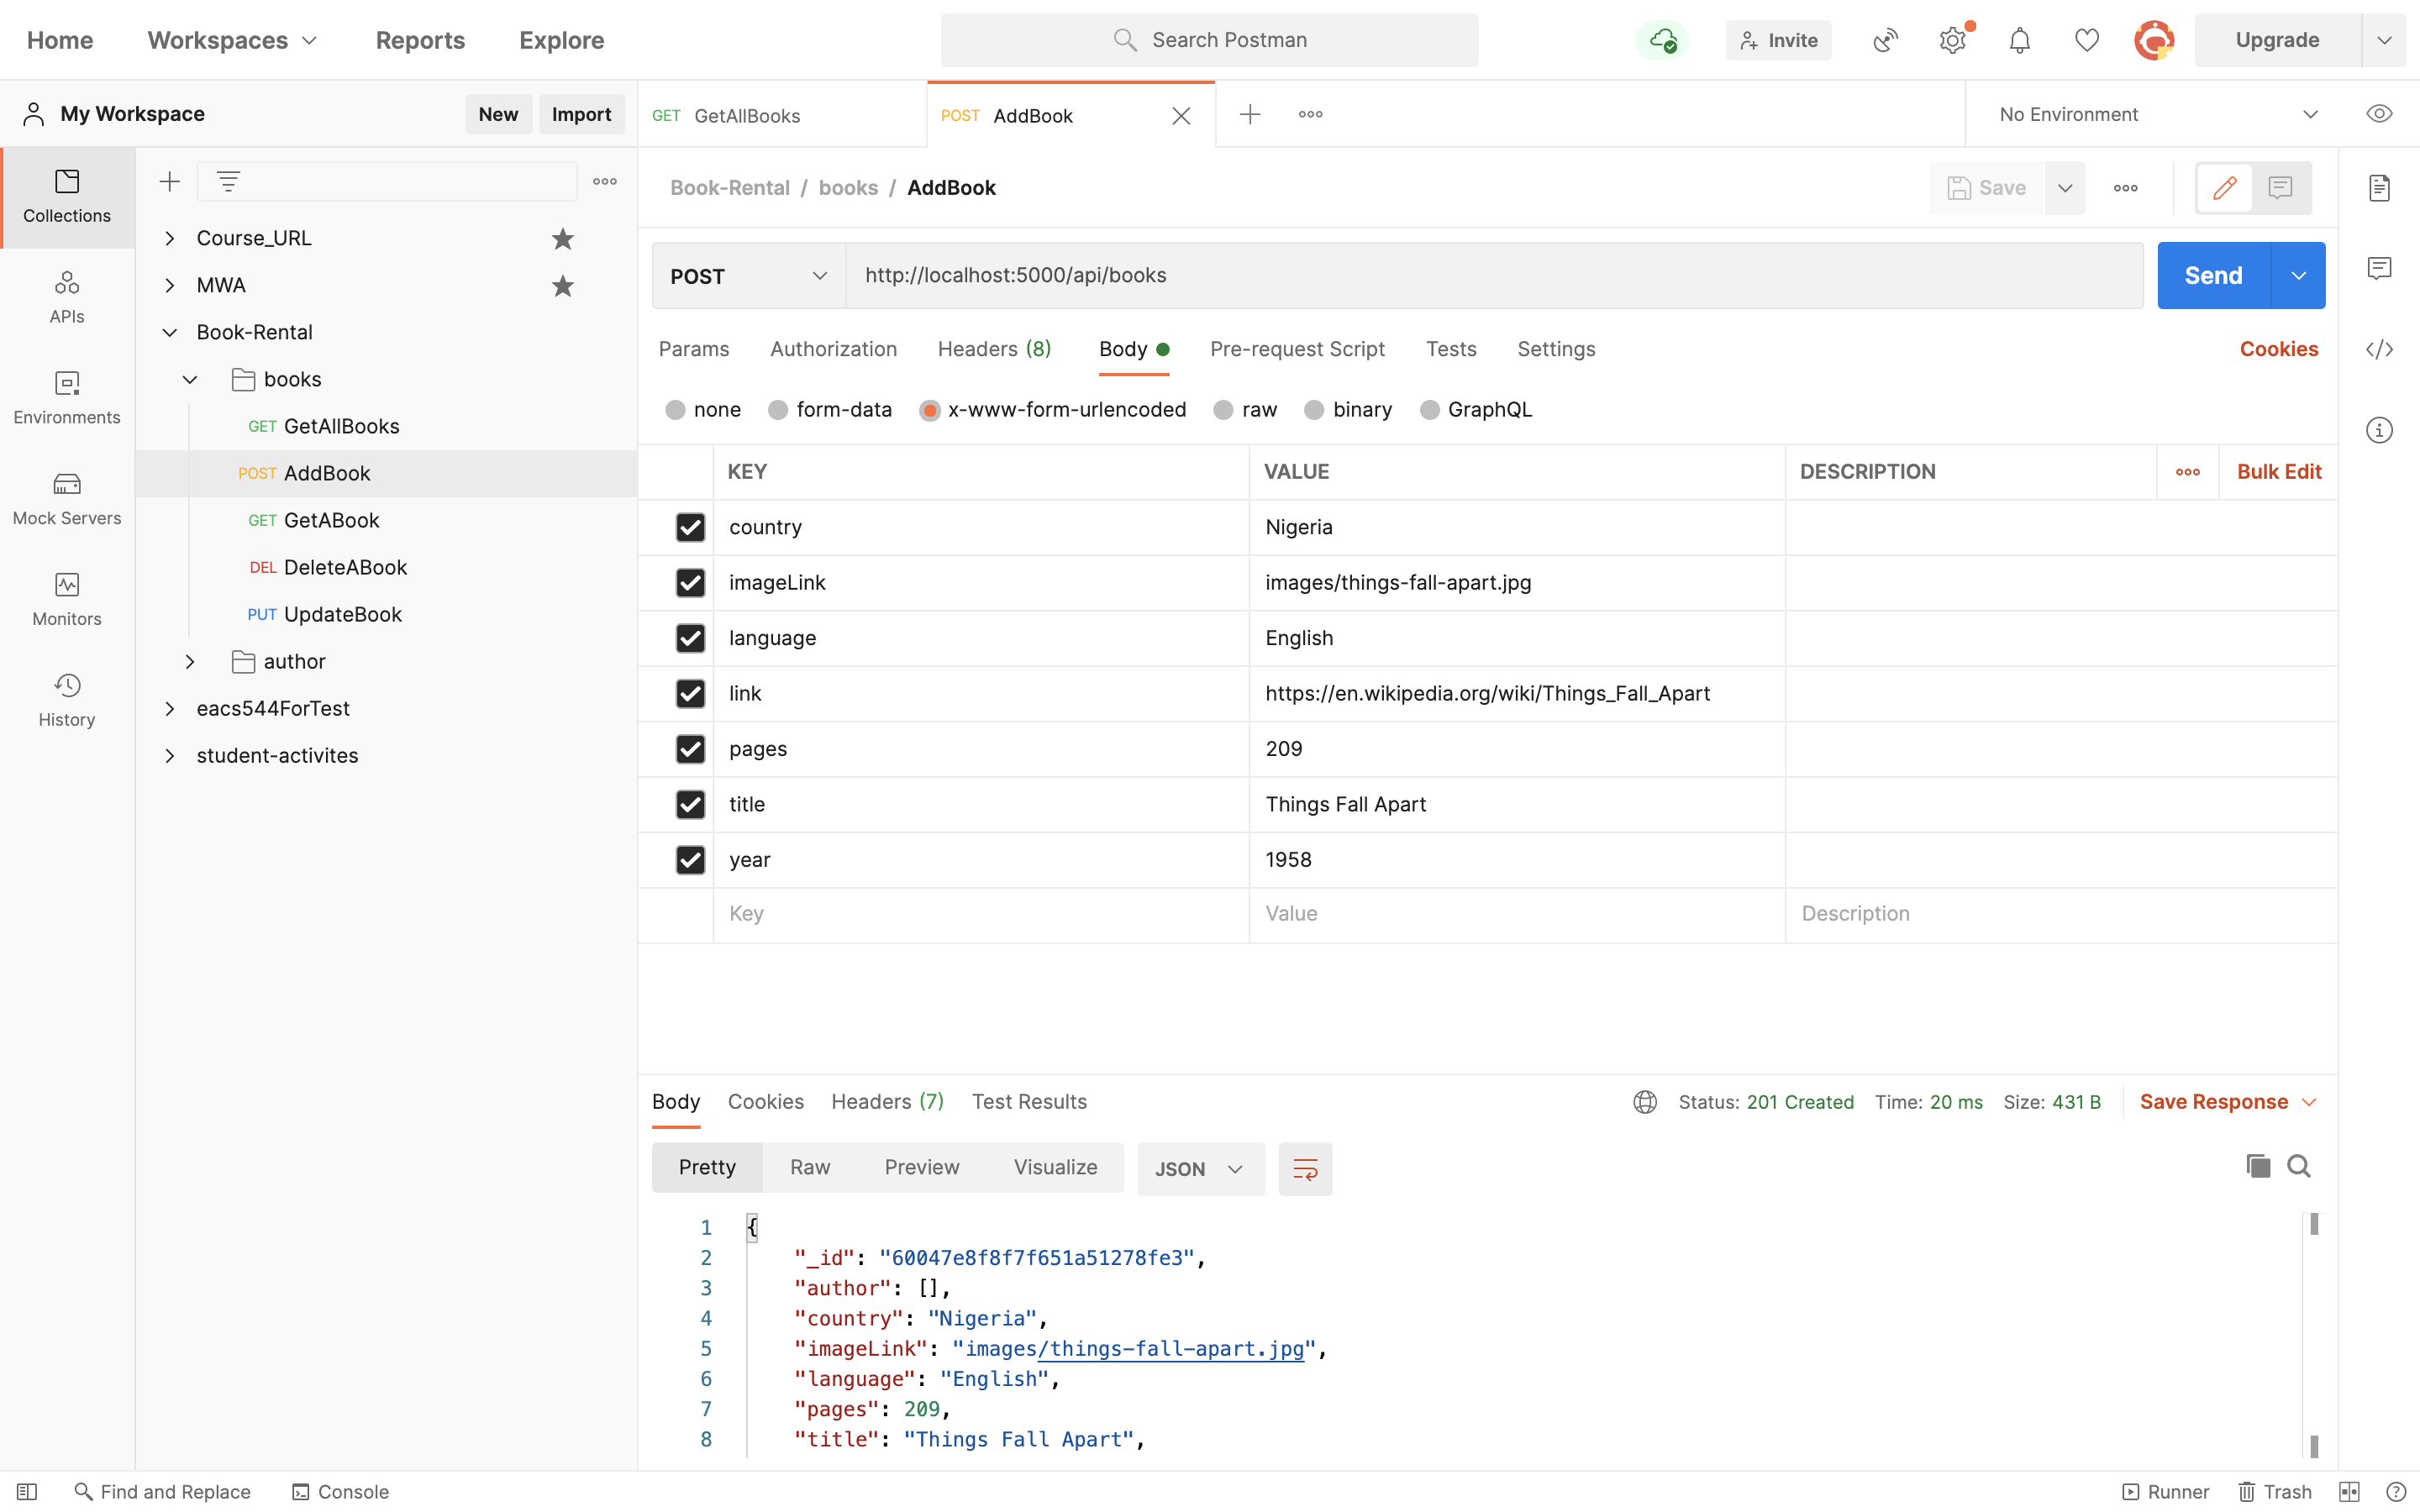 Home Workspaces Reports Explore Search Postman Invite Upgrade
My Workspace New Import GET GetAllBooks POST AddBook No Environment
Collections
APIs
Environments
Mock Servers
Monitors
History
Course_URL
MWA
Book-Rental
books
GET GetAllBooks
POST AddBook
GET GetABook
DEL DeleteABook
PUT UpdateBook
author
eacs544ForTest
student-activites
Book-Rental / books / AddBook Save
POST http://localhost:5000/api/books Send
Params Authorization Headers (8) Body Pre-request Script Tests Settings Cookies
none form-data x-www-form-urlencoded raw binary GraphQL
KEY VALUE DESCRIPTION Bulk Edit
country Nigeria
imageLink images/things-fall-apart.jpg
language English
link https://en.wikipedia.org/wiki/Things_Fall_Apart
pages 209
title Things Fall Apart
year 1958
Key Value Description
Body Cookies Headers (7) Test Results Status: 201 Created Time: 20 ms Size: 431 B Save Response
Pretty Raw Preview Visualize JSON
1 {
2 "_id": "60047e8f8f7f651a51278fe3",
3 "author": [],
4 "country": "Nigeria",
5 "imageLink": "images/things-fall-apart.jpg",
6 "language": "English",
7 "pages": 209,
8 "title": "Things Fall Apart",
Find and Replace Console Runner Trash